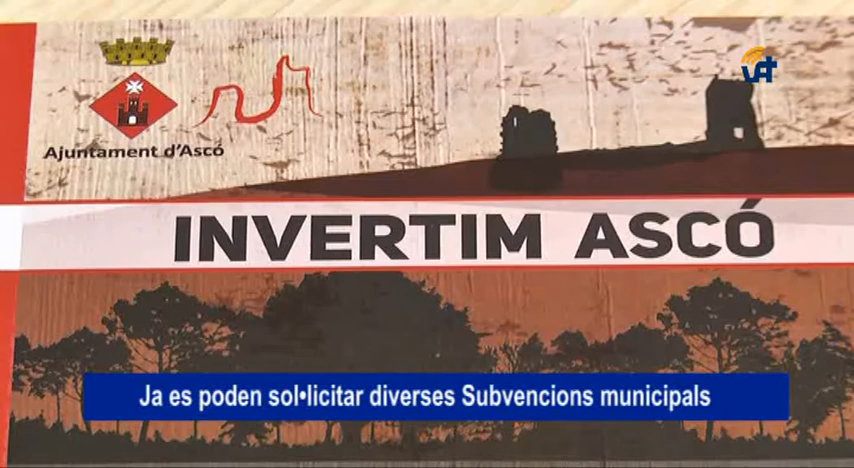 Ajuntament d'Ascó
INVERTIM ASCÓ
Ja es poden sol•licitar diverses Subvencions municipals